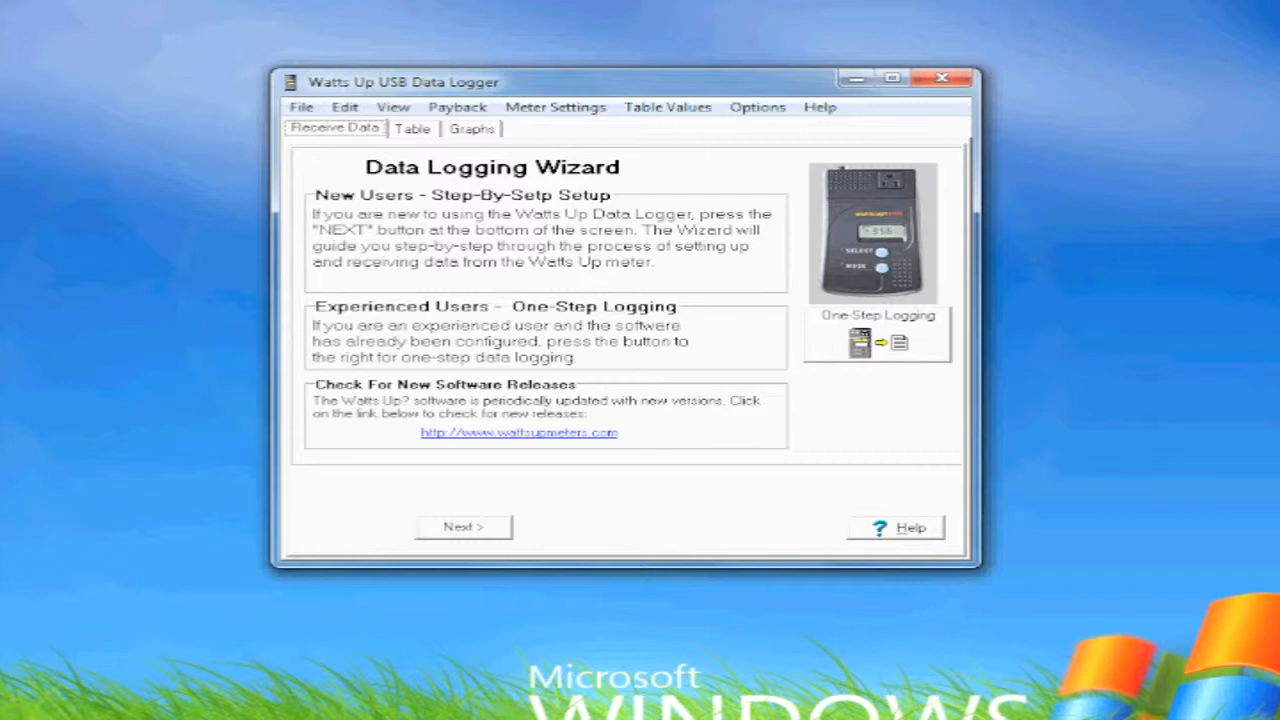 Watts Up USB Data Logger
File Edit View Payback Meter Settings Table Values Options Help
Receive Data Table Graphs
Data Logging Wizard
New Users - Step-By-Setp Setup
If you are new to using the Watts Up Data Logger, press the
"NEXT" button at the bottom of the screen. The Wizard will
guide you step-by-step through the process of setting up
and receiving data from the Watts Up meter.
SELECT
MODE
Experienced Users - One-Step Logging
If you are an experienced user and the software
has already been configured, press the button to
the right for one-step data logging.
One-Step Logging
Check For New Software Releases
The Watts Up? software is periodically updated with new versions. Click
on the link below to check for new releases:
http://www.wattsupmeters.com
Next >
? Help
Microsoft
WINDOWS